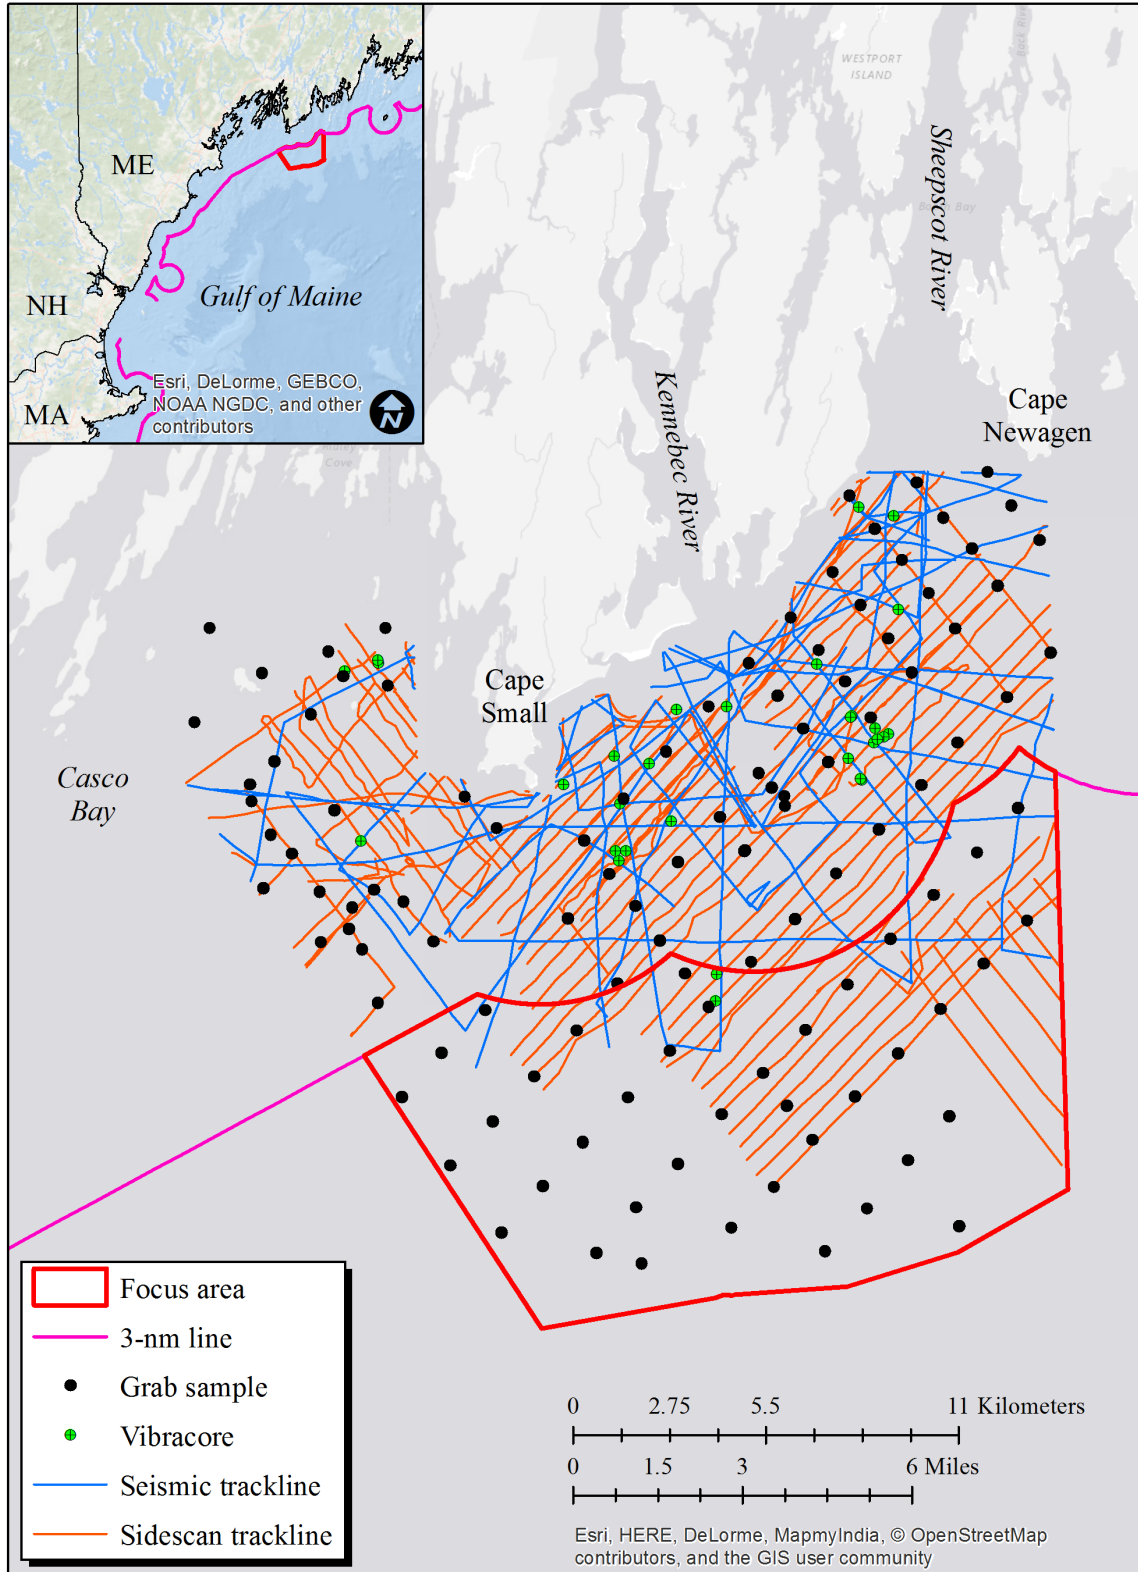 ME
NH
MA
Gulf of Maine
Esri, DeLorme, GEBCO,
NOAA NGDC, and other
contributors
N
WESTPORT
ISLAND
Back River
Sheepscot River
Kennebec River
Cape
Newagen
Cape
Small
Casco
Bay
Focus area
3-nm line
Grab sample
Vibracore
Seismic trackline
Sidescan trackline
0 2.75 5.5 11 Kilometers
0 1.5 3 6 Miles
Esri, HERE, DeLorme, MapmyIndia, © OpenStreetMap
contributors, and the GIS user community